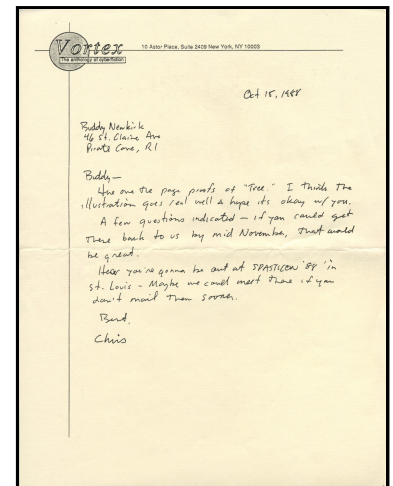 Vortex
The anthology of cyberfiction
10 Astor Place, Suite 2409 New York, NY 10003
Oct 15, 1988
Buddy Newkirk
46 St. Claire Ave
Pirate Cove, RI
Buddy—
Here are the page proofs of "Tree." I think the
illustration goes real well & hope its okay w/ you.
A few questions indicated — if you could get
these back to us by mid November, that would
be great.
Hear you're gonna be out at SPASTICON '88 in
St. Louis – Maybe we could meet there if you
don't mail them sooner.
Best,
Chris